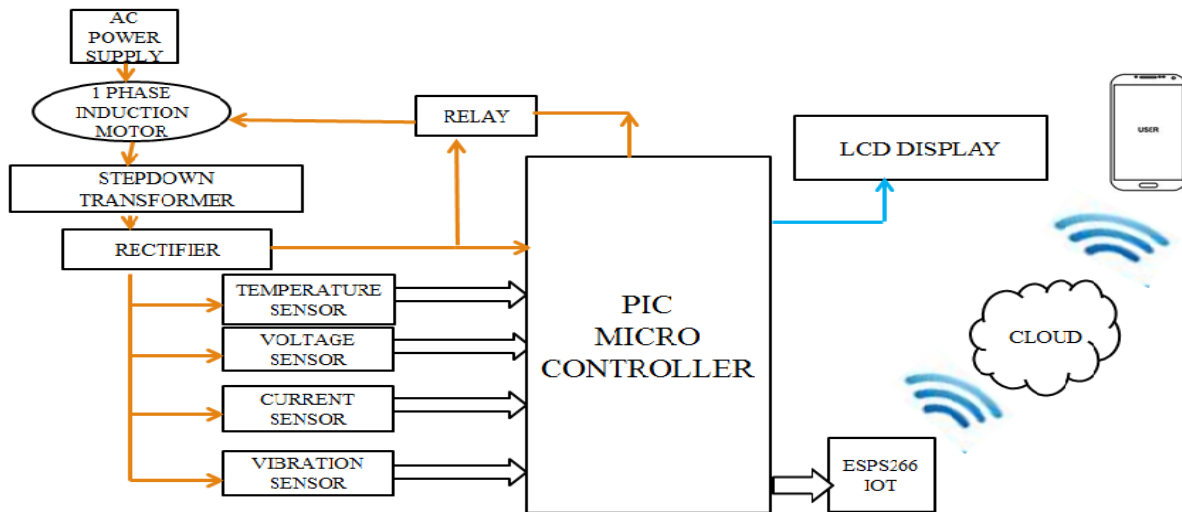 AC
POWER
SUPPLY
1 PHASE
INDUCTION
MOTOR
RELAY
STEPDOWN
TRANSFORMER
RECTIFIER
TEMPERATURE
SENSOR
VOLTAGE
SENSOR
CURRENT
SENSOR
VIBRATION
SENSOR
PIC
MICRO
CONTROLLER
LCD DISPLAY
USER
CLOUD
ESPS266
IOT